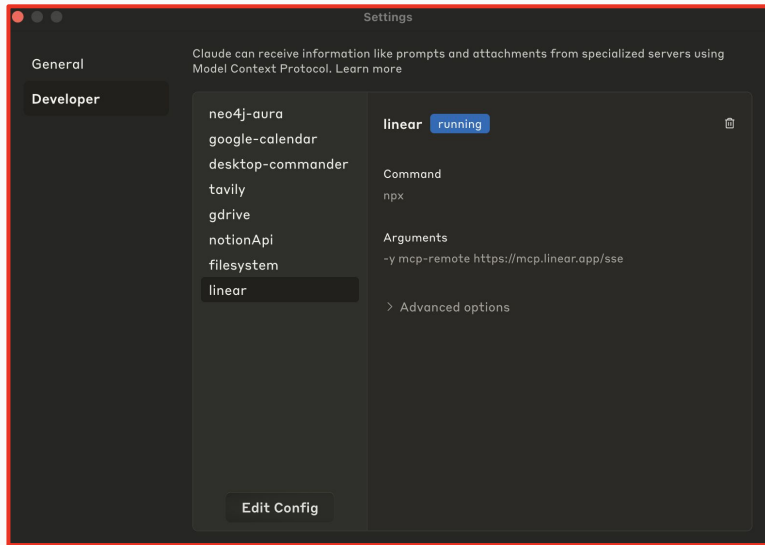 Settings
General
Developer
Claude can receive information like prompts and attachments from specialized servers using
Model Context Protocol. Learn more
neo4j-aura
google-calendar
desktop-commander
tavily
gdrive
notionApi
filesystem
linear
Edit Config
linear running
Command
npx
Arguments
-y mcp-remote https://mcp.linear.app/sse
> Advanced options